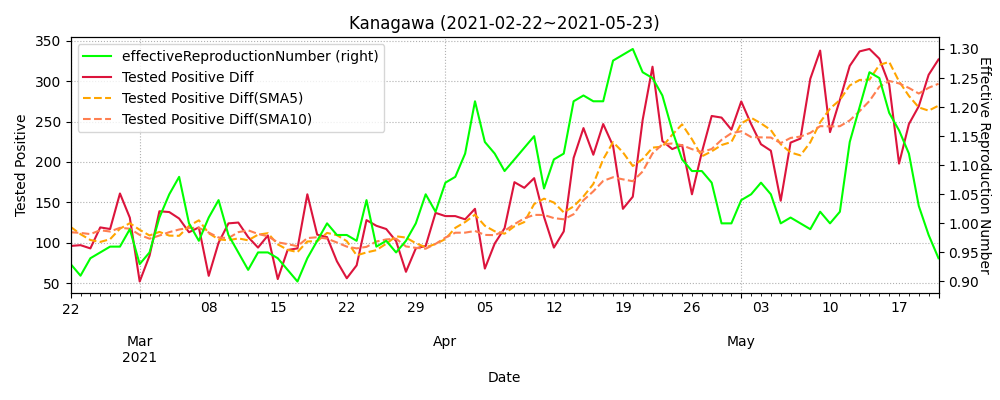 Kanagawa (2021-02-22~2021-05-23)
effectiveReproductionNumber (right)
Tested Positive Diff
Tested Positive Diff(SMA5)
Tested Positive Diff(SMA10)
Tested Positive
350
300
250
200
150
100
50
1.30
1.25
1.20
1.15
1.10
1.05
1.00
0.95
0.90
Effective Reproduction Number
22 08 15 22 29 05 12 19 26 03 10 17
Mar Apr May
2021
Date